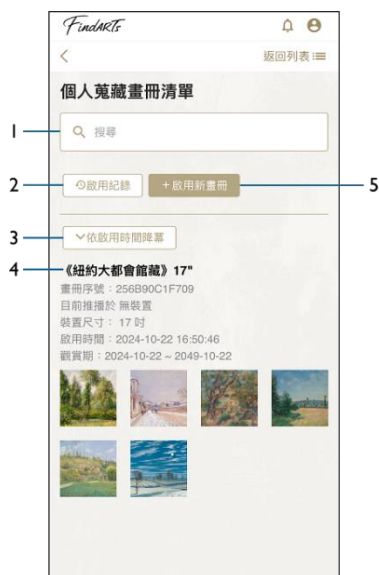 FindARTs
返回列表
個人蒐藏畫冊清單
1
搜尋
2
啟用紀錄
+啟用新畫冊
5
3
依啟用時間降冪
4
《紐約大都會館藏》17"
畫冊序號：256B90C1F709
目前推播於 無裝置
裝置尺寸： 17 吋
啟用時間：2024-10-22 16:50:46
觀賞期：2024-10-22 ~ 2049-10-22